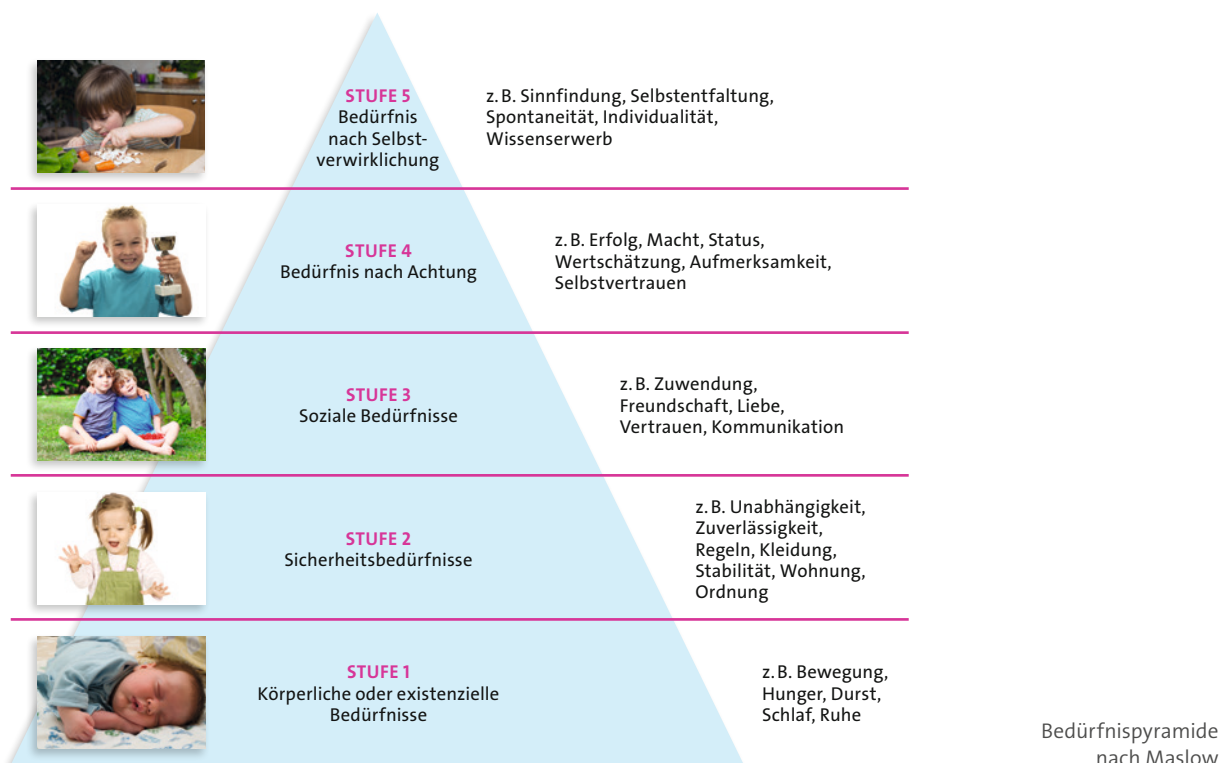 STUFE 5
Bedürfnis
nach Selbst-
verwirklichung
z. B. Sinnfindung, Selbstentfaltung,
Spontaneität, Individualität,
Wissenserwerb
STUFE 4
Bedürfnis nach Achtung
z. B. Erfolg, Macht, Status,
Wertschätzung, Aufmerksamkeit,
Selbstvertrauen
STUFE 3
Soziale Bedürfnisse
z. B. Zuwendung,
Freundschaft, Liebe,
Vertrauen, Kommunikation
STUFE 2
Sicherheitsbedürfnisse
z. B. Unabhängigkeit,
Zuverlässigkeit,
Regeln, Kleidung,
Stabilität, Wohnung,
Ordnung
STUFE 1
Körperliche oder existenzielle
Bedürfnisse
z. B. Bewegung,
Hunger, Durst,
Schlaf, Ruhe
Bedürfnispyramide
nach Maslow